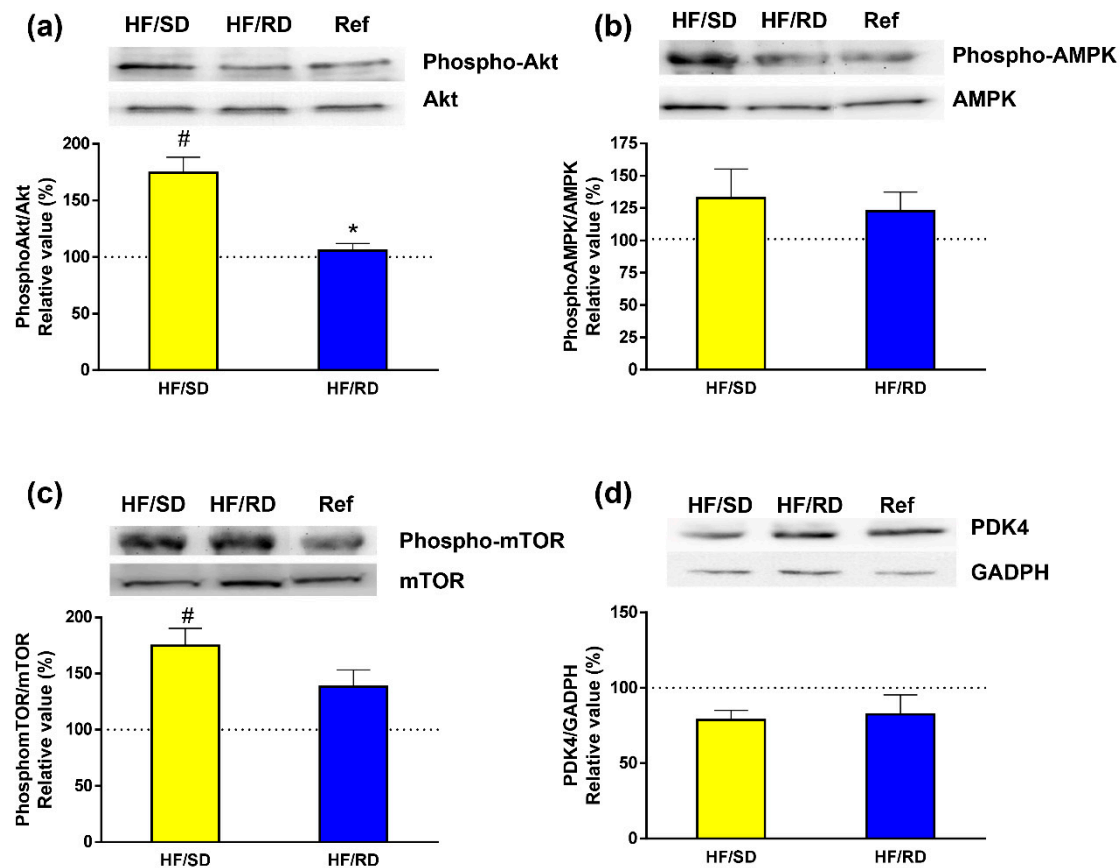 (a)
HF/SD HF/RD Ref
Phospho-Akt
Akt
PhosphoAkt/Akt
Relative value (%)
200
150
100
50
0
#
*
HF/SD HF/RD
(b)
HF/SD HF/RD Ref
Phospho-AMPK
AMPK
PhosphoAMPK/AMPK
Relative value (%)
175
150
125
100
75
50
25
0
HF/SD HF/RD
(c)
HF/SD HF/RD Ref
Phospho-mTOR
mTOR
PhosphomTOR/mTOR
Relative value (%)
200
150
100
50
0
#
HF/SD HF/RD
(d)
HF/SD HF/RD Ref
PDK4
GADPH
PDK4/GADPH
Relative value (%)
150
100
50
0
HF/SD HF/RD